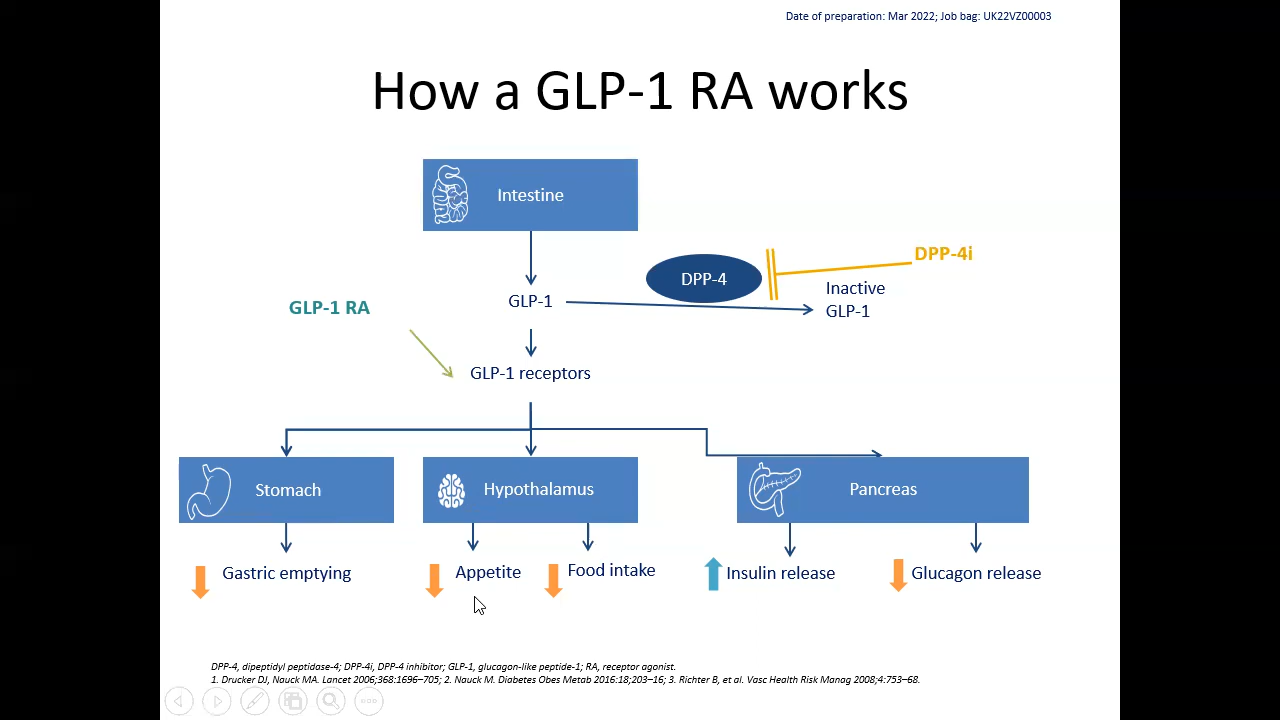 Date of preparation: Mar 2022; Job bag: UK22VZ00003
How a GLP-1 RA works
Intestine
DPP-4i
DPP-4
Inactive
GLP-1
GLP-1
GLP-1 RA
GLP-1 receptors
Stomach
Hypothalamus
Pancreas
Gastric emptying
Appetite
Food intake
Insulin release
Glucagon release
DPP-4, dipeptidyl peptidase-4; DPP-4i, DPP-4 inhibitor; GLP-1, glucagon-like peptide-1; RA, receptor agonist.
1. Drucker DJ, Nauck MA. Lancet 2006;368:1696–705; 2. Nauck M. Diabetes Obes Metab 2016:18;203–16; 3. Richter B, et al. Vasc Health Risk Manag 2008;4:753–68.